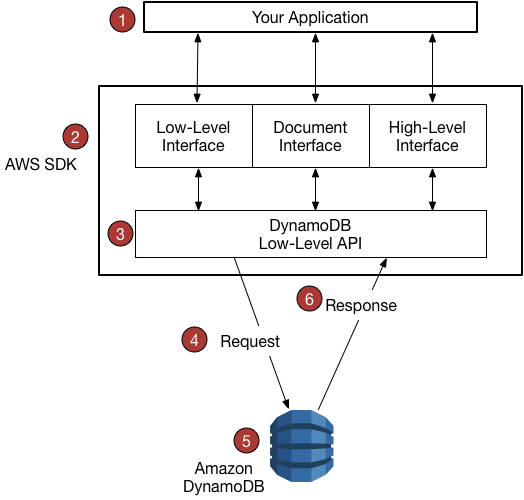 1
Your Application
2
AWS SDK
Low-Level
Interface
Document
Interface
High-Level
Interface
3
DynamoDB
Low-Level API
6
Response
4
Request
5
Amazon
DynamoDB